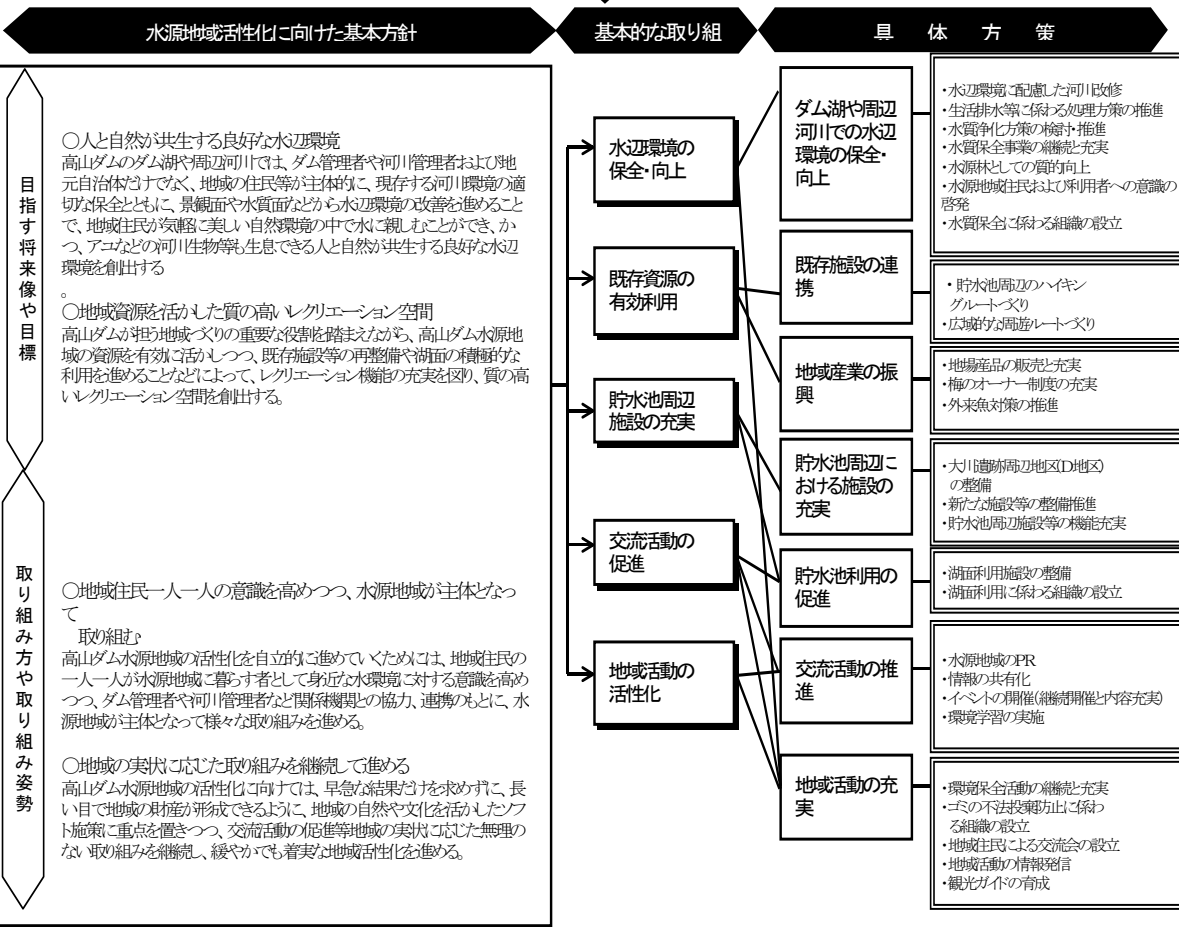 水源地域活性化に向けた基本方針
基本的な取り組
具体方策
目指す将来像や目標
〇人と自然が共生する良好な水辺環境
高山ダムのダム湖や周辺河川では、ダム管理者や河川管理者および地
元自治体だけでなく、地域の住民等が主体的に、現存する河川環境の適
切な保全とともに、景観面や水質面などから水辺環境の改善を進めること
で、地域住民が気軽に美しい自然環境の中で水に親しむことができ、か
つ、アユなどの河川生物等も生息できる人と自然が共生する良好な水辺
環境を創出する
。
〇地域資源を活かした質の高いレクリエーション空間
高山ダムが担う地域づくりの重要な役割を踏まえながら、高山ダム水源地
域の資源を有効に活かしつつ、既存施設等の再整備や湖面の積極的な
利用を進めることなどによって、レクリエーション機能の充実を図り、質の高
いレクリエーション空間を創出する。
取り組み方や取り組み姿勢
〇地域住民一人一人の意識を高めつつ、水源地域が主体となっ
て
取り組む
高山ダム水源地域の活性化を自立的に進めていくためには、地域住民の
一人一人が水源地域に暮らす者として身近な水環境に対する意識を高め
つつ、ダム管理者や河川管理者など関係機関との協力、連携のもとに、水
源地域が主体となって様々な取り組みを進める。
〇地域の実状に応じた取り組みを継続して進める
高山ダム水源地域の活性化に向けては、早急な結果だけを求めずに、長
い目で地域の財産が形成できるように、地域の自然や文化を活かしたソフ
ト施策に重点を置きつつ、交流活動の促進等地域の実状に応じた無理の
ない取り組みを継続し、緩やかでも着実な地域活性化を進める。
水辺環境の
保全・向上
既存資源の
有効利用
貯水池周辺
施設の充実
交流活動の
促進
地域活動の
活性化
ダム湖や周辺
河川での水辺
環境の保全・
向上
・水辺環境に配慮した河川改修
・生活排水等に係わる処理方策の推進
・水質浄化方策の検討・推進
・水質保全事業の継続と充実
・水源林としての質的向上
・水源地域住民および利用者への意識の
啓発
・水質保全に係わる組織の設立
既存施設の連
携
・貯水池周辺のハイキン
グルートづくり
・広域的な周遊ルートづくり
地域産業の振
興
・地場産品の販売と充実
・梅のオーナー制度の充実
・外来魚対策の推進
貯水池周辺に
おける施設の
充実
・大川遺跡周辺地区(D地区)
の整備
・新たな施設等の整備推進
・貯水池周辺施設等の機能充実
貯水池利用の
促進
・湖面利用施設の整備
・湖面利用に係わる組織の設立
交流活動の推
進
・水源地域のPR
・情報の共有化
・イベントの開催(継続開催と内容充実)
・環境学習の実施
地域活動の充
実
・環境保全活動の継続と充実
・ゴミの不法投棄防止に係わ
る組織の設立
・地域住民による交流会の設立
・地域活動の情報発信
・観光ガイドの育成